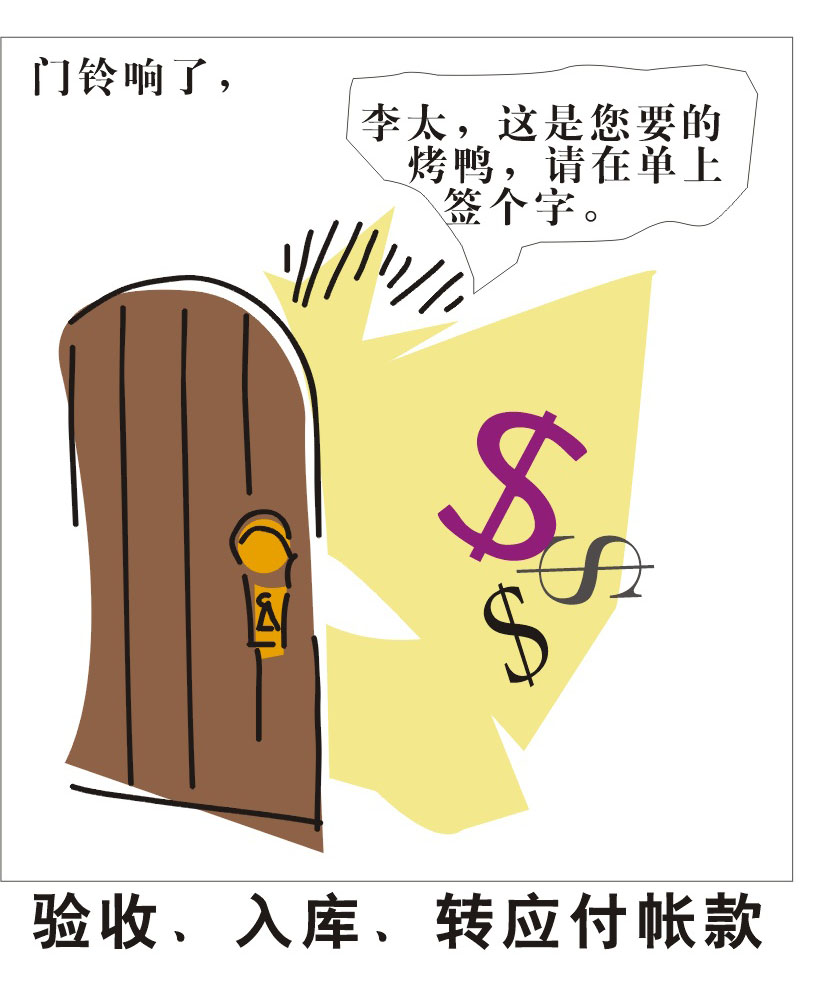 门铃响了，
李太，这是您要的
烤鸭，请在单上
签个字。
$
$
$
验收、入库、转应付帐款